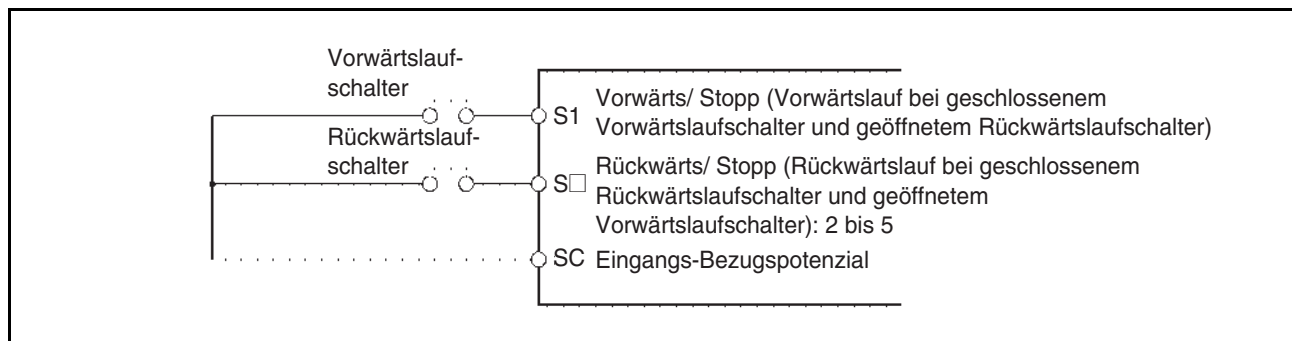 Vorwärtslauf-
schalter
S1 Vorwärts/ Stopp (Vorwärtslauf bei geschlossenem
Vorwärtslaufschalter und geöffnetem Rückwärtslaufschalter)
Rückwärtslauf-
schalter
S□ Rückwärts/ Stopp (Rückwärtslauf bei geschlossenem
Rückwärtslaufschalter und geöffnetem
Vorwärtslaufschalter): 2 bis 5
SC Eingangs-Bezugspotenzial